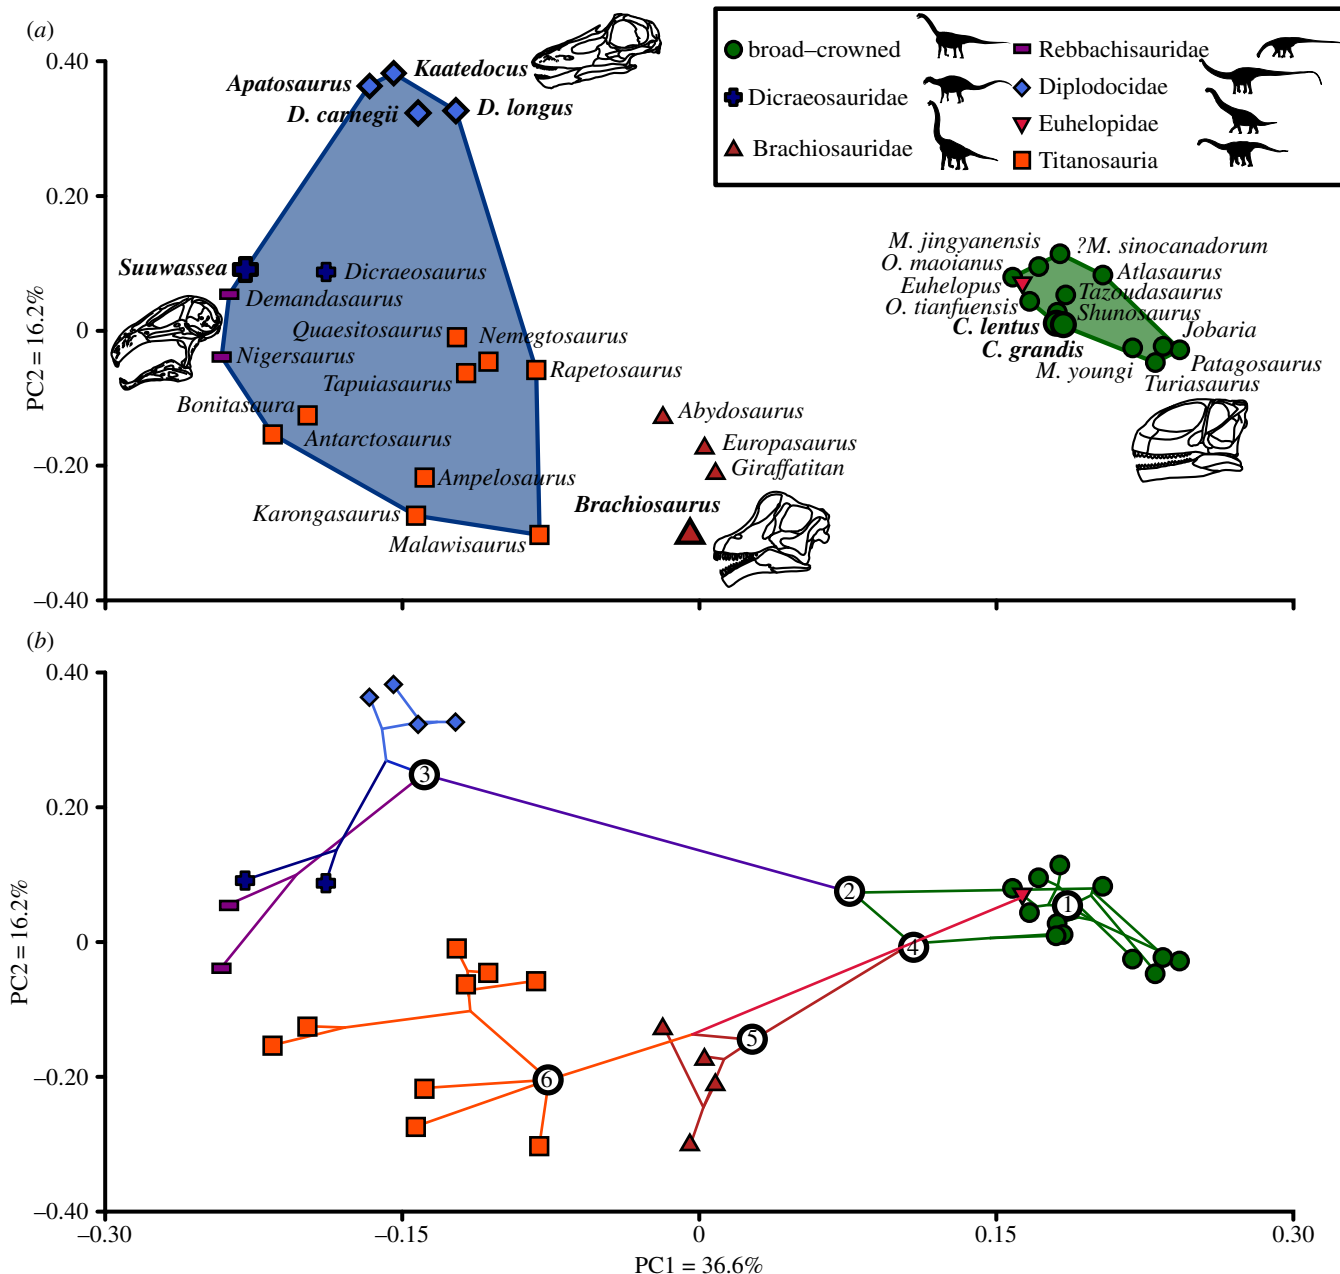 (a)
0.40
0.20
0
–0.20
–0.40
PC2 = 16.2%
Apatosaurus
Kaatedocus
D. carnegii
D. longus
broad–crowned
Dicraeosauridae
Brachiosauridae
Rebbachisauridae
Diplodocidae
Euhelopidae
Titanosauria
Suuwassea
Dicraeosaurus
Demandasaurus
Quaesitosaurus
Nemegtosaurus
Nigersaurus
Tapuiasaurus
Rapetosaurus
Bonitasaura
Antarctosaurus
Ampelosaurus
Karongasaurus
Malawisaurus
Abydosaurus
Europasaurus
Giraffatitan
Brachiosaurus
M. jingyanensis
?M. sinocanadorum
O. maoianus
Atlasaurus
Euhelopus
Tazoudasaurus
O. tianfuensis
Shunosaurus
C. lentus
Jobaria
C. grandis
M. youngi
Patagosaurus
Turiasaurus
(b)
0.40
0.20
0
–0.20
–0.40
PC2 = 16.2%
3
2
1
4
5
6
–0.30
–0.15
0
0.15
0.30
PC1 = 36.6%